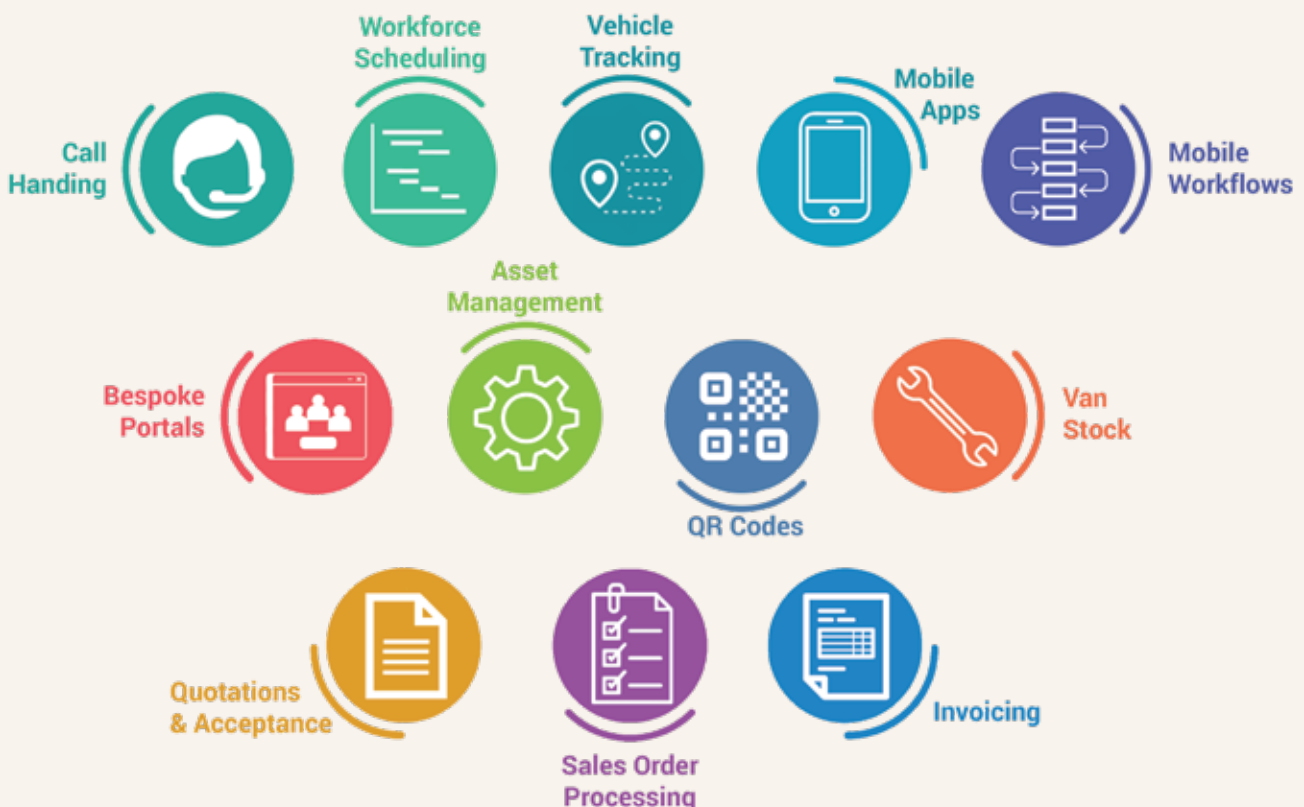 Workforce
Scheduling
Vehicle
Tracking
Mobile
Apps
Call
Handing
Mobile
Workflows
Asset
Management
Bespoke
Portals
Van
Stock
QR Codes
Quotations
& Acceptance
Invoicing
Sales Order
Processing